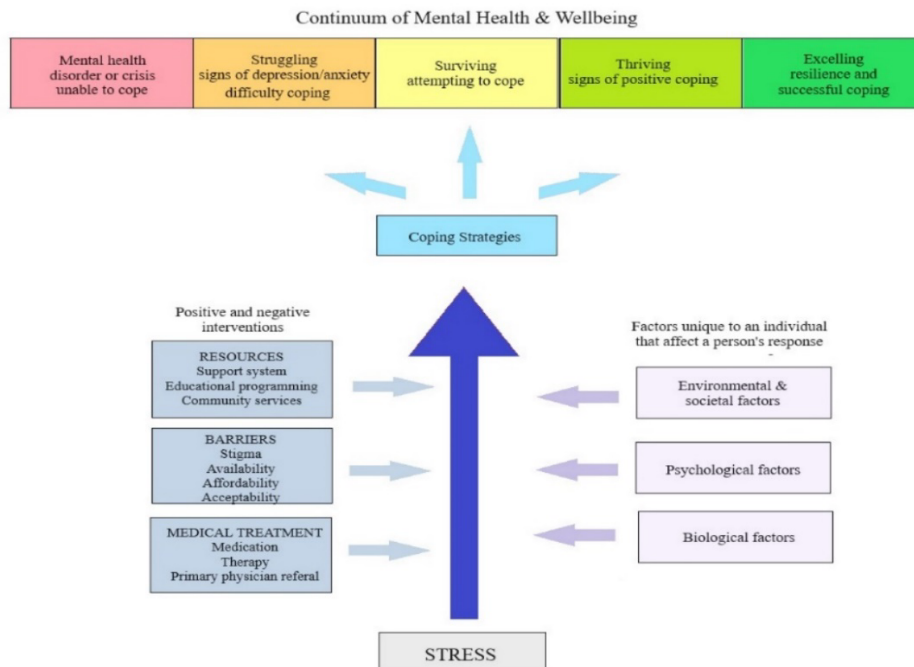 Continuum of Mental Health & Wellbeing
Mental health
disorder or crisis
unable to cope
Struggling
signs of depression/anxiety
difficulty coping
Surviving
attempting to cope
Thriving
signs of positive coping
Excelling
resilience and
successful coping
Coping Strategies
Positive and negative
interventions
RESOURCES
Support system
Educational programming
Community services
BARRIERS
Stigma
Availability
Affordability
Acceptability
MEDICAL TREATMENT
Medication
Therapy
Primary physician referal
Factors unique to an individual
that affect a person's response
Environmental &
societal factors
Psychological factors
Biological factors
STRESS